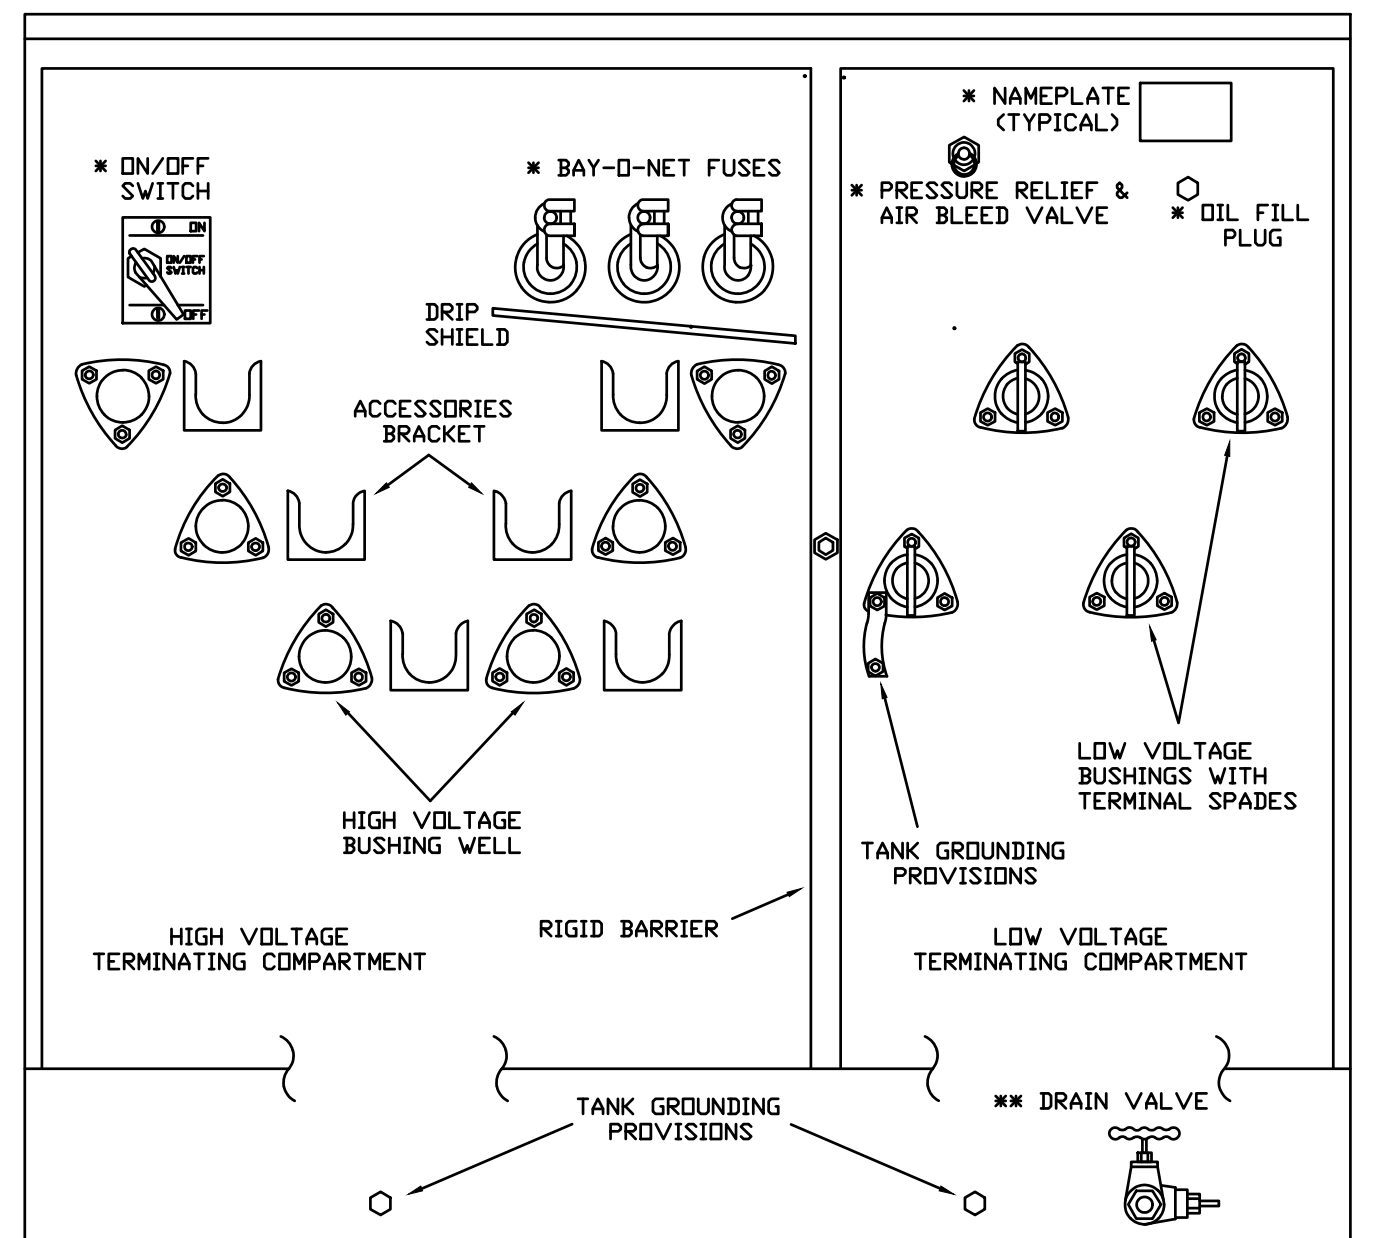 * NAMEPLATE
(TYPICAL)
* ON/OFF
SWITCH
* BAY-O-NET FUSES
* PRESSURE RELIEF &
AIR BLEED VALVE
* OIL FILL
PLUG
ON
ON/OFF
SWITCH
OFF
DRIP
SHIELD
ACCESSORIES
BRACKET
LOW VOLTAGE
BUSHINGS WITH
TERMINAL SPADES
HIGH VOLTAGE
BUSHING WELL
TANK GROUNDING
PROVISIONS
RIGID BARRIER
HIGH VOLTAGE
TERMINATING COMPARTMENT
LOW VOLTAGE
TERMINATING COMPARTMENT
TANK GROUNDING
PROVISIONS
** DRAIN VALVE